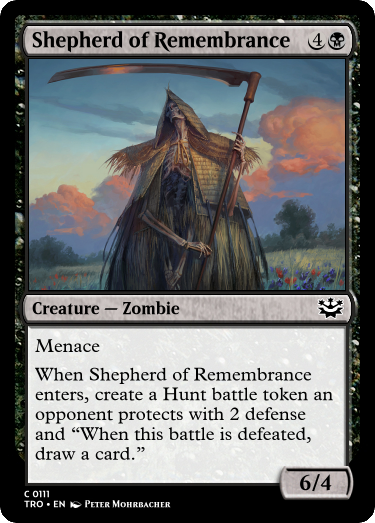 Shepherd of Remembrance 4
Creature — Zombie
Menace
When Shepherd of Remembrance
enters, create a Hunt battle token an
opponent protects with 2 defense
and “When this battle is defeated,
draw a card.”
6/4
C 0111
TRO • EN Peter Mohrbacher